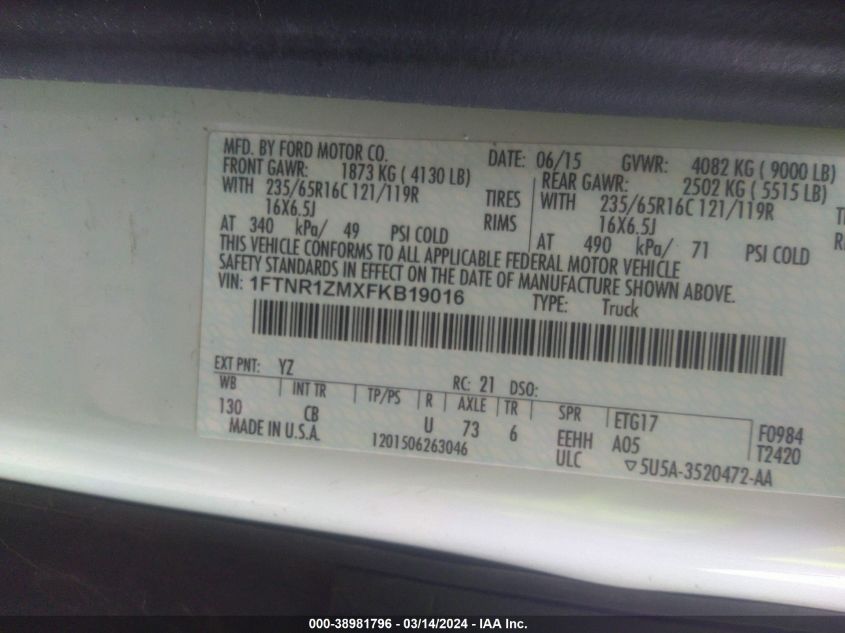 MFD. BY FORD MOTOR CO. DATE: 06/15 GVWR: 4082 KG ( 9000 LB)
FRONT GAWR: 1873 KG ( 4130 LB) REAR GAWR: 2502 KG ( 5515 LB)
WITH 235/65R16C 121/119R TIRES WITH 235/65R16C 121/119R
16X6.5J RIMS 16X6.5J
AT 340 kPa/ 49 PSI COLD AT 490 kPa/ 71 PSI COLD
THIS VEHICLE CONFORMS TO ALL APPLICABLE FEDERAL MOTOR VEHICLE
SAFETY STANDARDS IN EFFECT ON THE DATE OF MANUFACTURE SHOWN ABOVE.
VIN: 1FTNR1ZMXFKB19016 TYPE: Truck
EXT PNT: YZ RC: 21 DSO:
WB INT TR TP/PS R AXLE TR SPR ETG17 F0984
130 CB U 73 6 EEHH A05 T2420
MADE IN U.S.A. 1201506263046 ULC 5U5A-3520472-AA
000-38981796 - 03/14/2024 - IAA Inc.